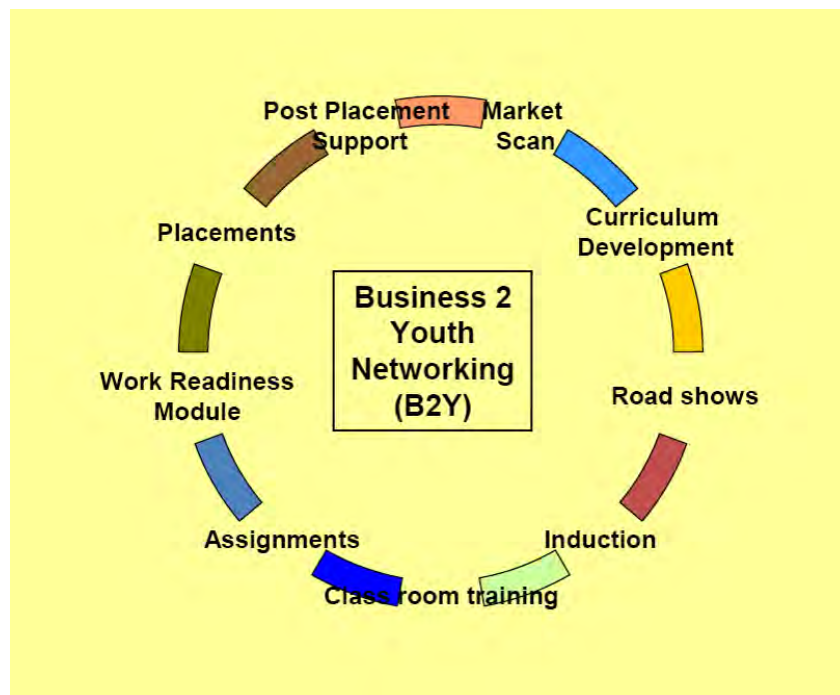 Post Placement
Support
Market
Scan
Curriculum
Development
Placements
Business 2
Youth
Networking
(B2Y)
Work Readiness
Module
Road shows
Assignments
Induction
Class room training